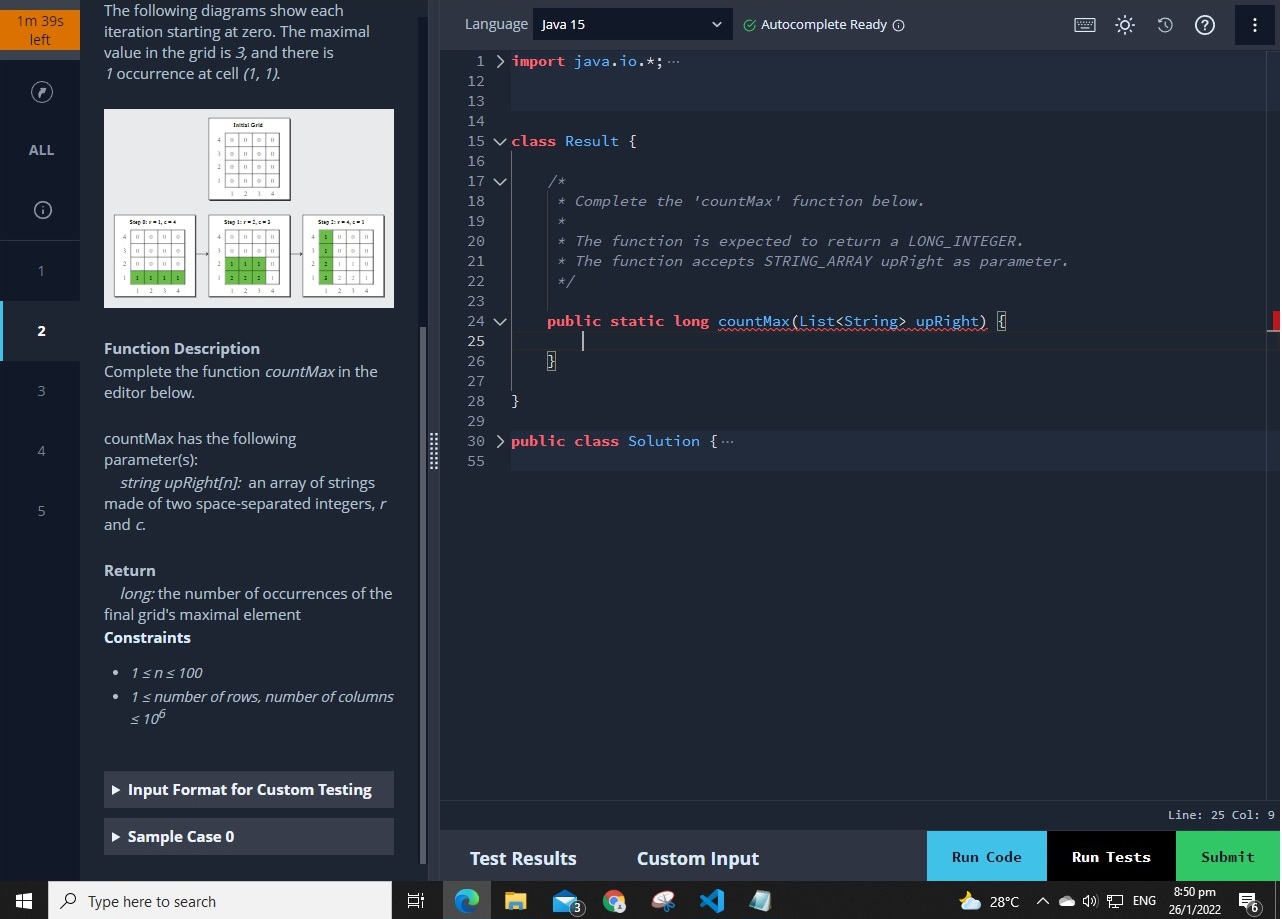 1m 39s
left
ALL
1
2
3
4
5
The following diagrams show each
iteration starting at zero. The maximal
value in the grid is 3, and there is
1 occurrence at cell (1, 1).
Initial Grid
4 0 0 0 0
3 0 0 0 0
2 0 0 0 0
1 0 0 0 0
1 2 3 4
Step 0: r = 1, c = 4
4 0 0 0 0
3 0 0 0 0
2 0 0 0 0
1 1 1 1 1
1 2 3 4
Step 1: r = 2, c = 3
4 0 0 0 0
3 0 0 0 0
2 1 1 1 0
1 2 2 2 1
1 2 3 4
Step 2: r = 4, c = 1
4 1 0 0 0
3 1 0 0 0
2 2 1 1 0
1 3 2 2 1
1 2 3 4
Function Description
Complete the function countMax in the
editor below.
countMax has the following
parameter(s):
string upRight[n]: an array of strings
made of two space-separated integers, r
and c.
Return
long: the number of occurrences of the
final grid's maximal element
Constraints
• 1 ≤ n ≤ 100
• 1 ≤ number of rows, number of columns
≤ 10⁶
Input Format for Custom Testing
Sample Case 0
Language Java 15 Autocomplete Ready
1 import java.io.*; ···
12
13
14
15 class Result {
16
17 /*
18 * Complete the 'countMax' function below.
19 *
20 * The function is expected to return a LONG_INTEGER.
21 * The function accepts STRING_ARRAY upRight as parameter.
22 */
23
24 public static long countMax(List<String> upRight) {
25
26 }
27
28 }
29
30 public class Solution { ···
55
Line: 25 Col: 9
Test Results Custom Input Run Code Run Tests Submit
Type here to search
3
28°C
ENG
8:50 pm
26/1/2022
6